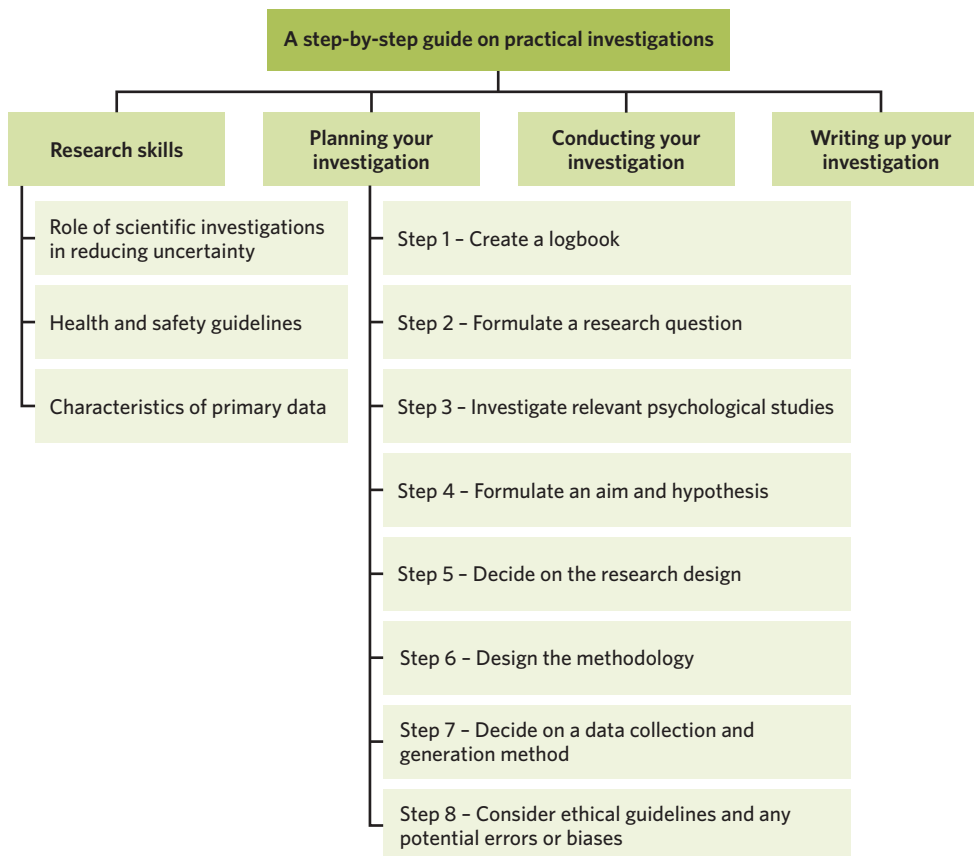 A step-by-step guide on practical investigations
Research skills
Planning your
investigation
Conducting your
investigation
Writing up your
investigation
Role of scientific investigations
in reducing uncertainty
Health and safety guidelines
Characteristics of primary data
Step 1 – Create a logbook
Step 2 – Formulate a research question
Step 3 – Investigate relevant psychological studies
Step 4 – Formulate an aim and hypothesis
Step 5 – Decide on the research design
Step 6 – Design the methodology
Step 7 – Decide on a data collection and
generation method
Step 8 – Consider ethical guidelines and any
potential errors or biases